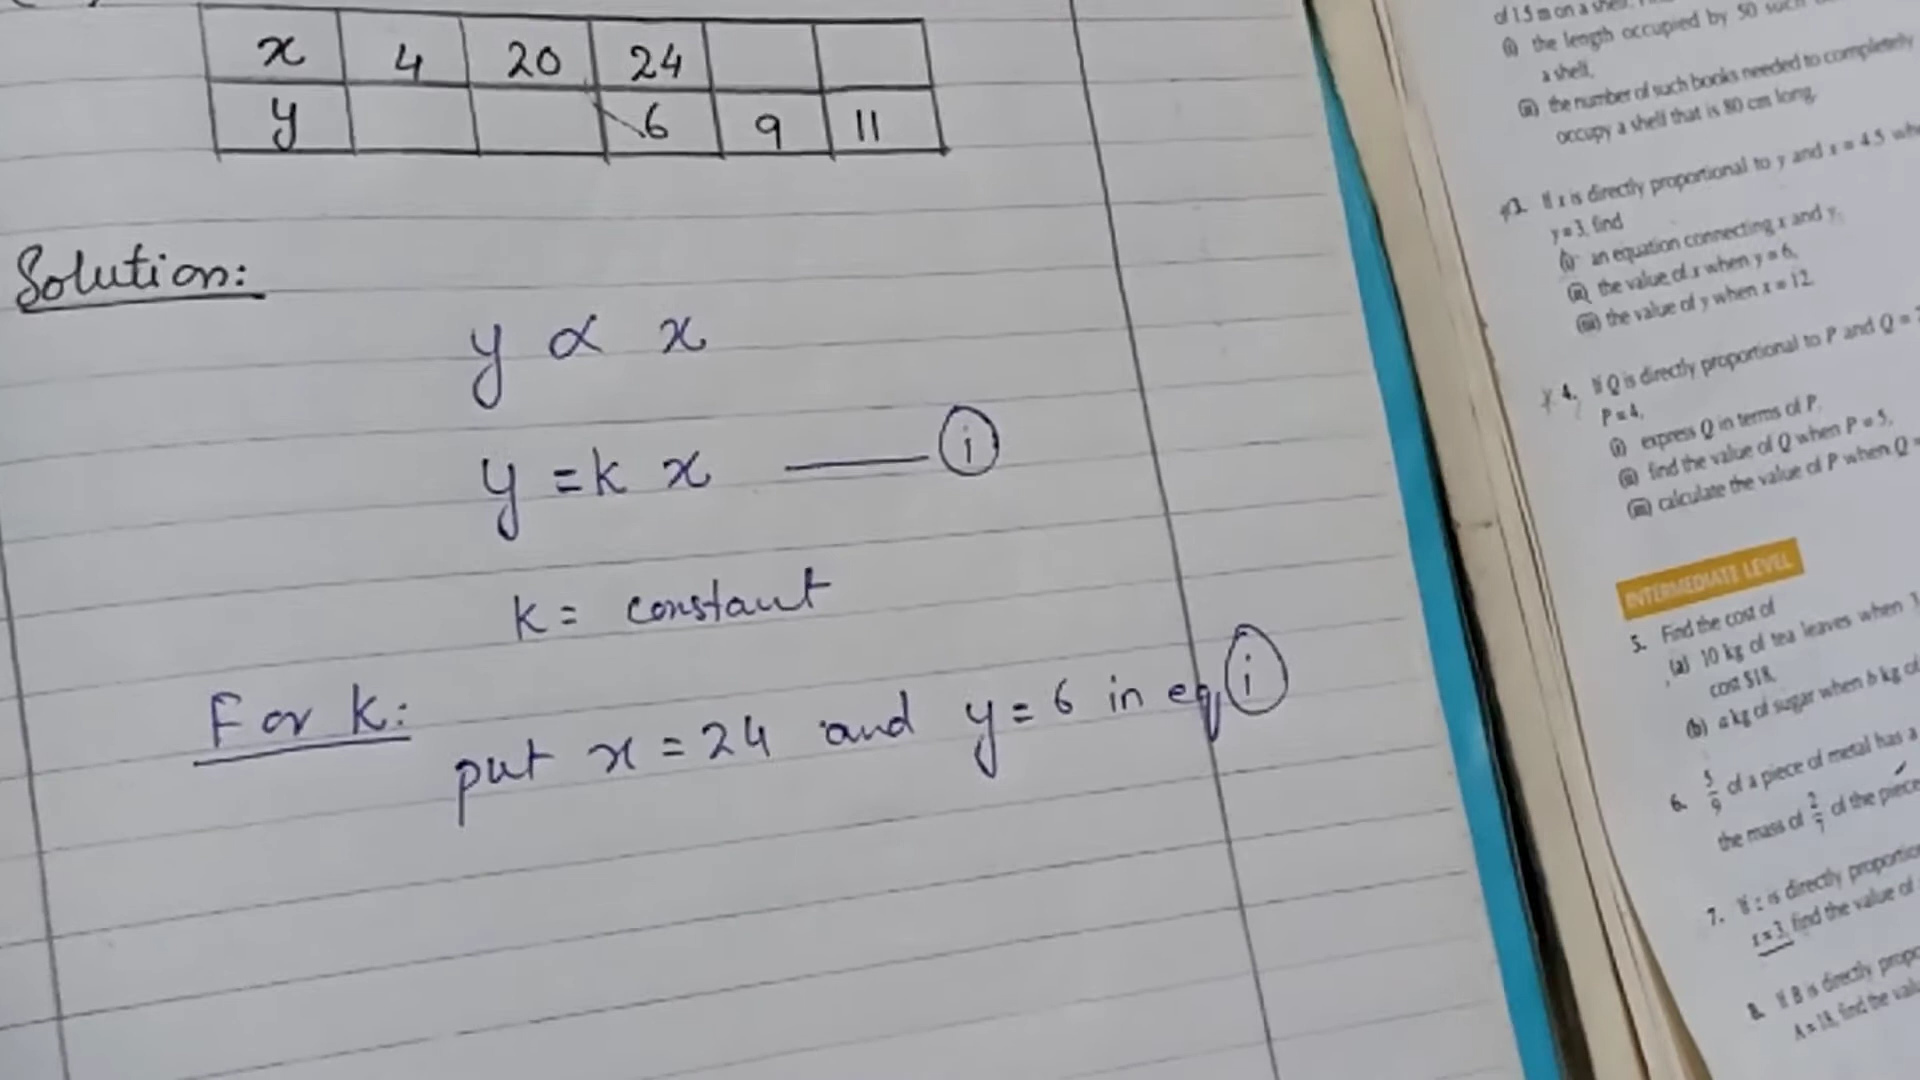 x 4 20 24
y 6 9 11
Solution:
y ∝ x
y = k x —— i
k = constant
For k:
put x = 24 and y = 6 in eq i
of 1.5 m on a
(i) the length occupied by 50 such
a shelf,
(ii) the number of such books needed to completely
occupy a shelf that is 80 cm long.
3. If x is directly proportional to y and x = 4.5
y = 3, find
(i) an equation connecting x and y,
(ii) the value of x when y = 6,
(iii) the value of y when x = 12.
4. If Q is directly proportional to P and Q =
P = 4,
(i) express Q in terms of P,
(ii) find the value of Q when P = 5,
(iii) calculate the value of P when Q =
INTERMEDIATE LEVEL
5. Find the cost of
(a) 10 kg of tea leaves when
cost $18,
(b) a kg of sugar when b kg of
6. 5/9 of a piece of metal has a
the mass of 2/7 of the piece
7. If z is directly
x = 3, find the value of
8. If B is directly
A = 18, find the